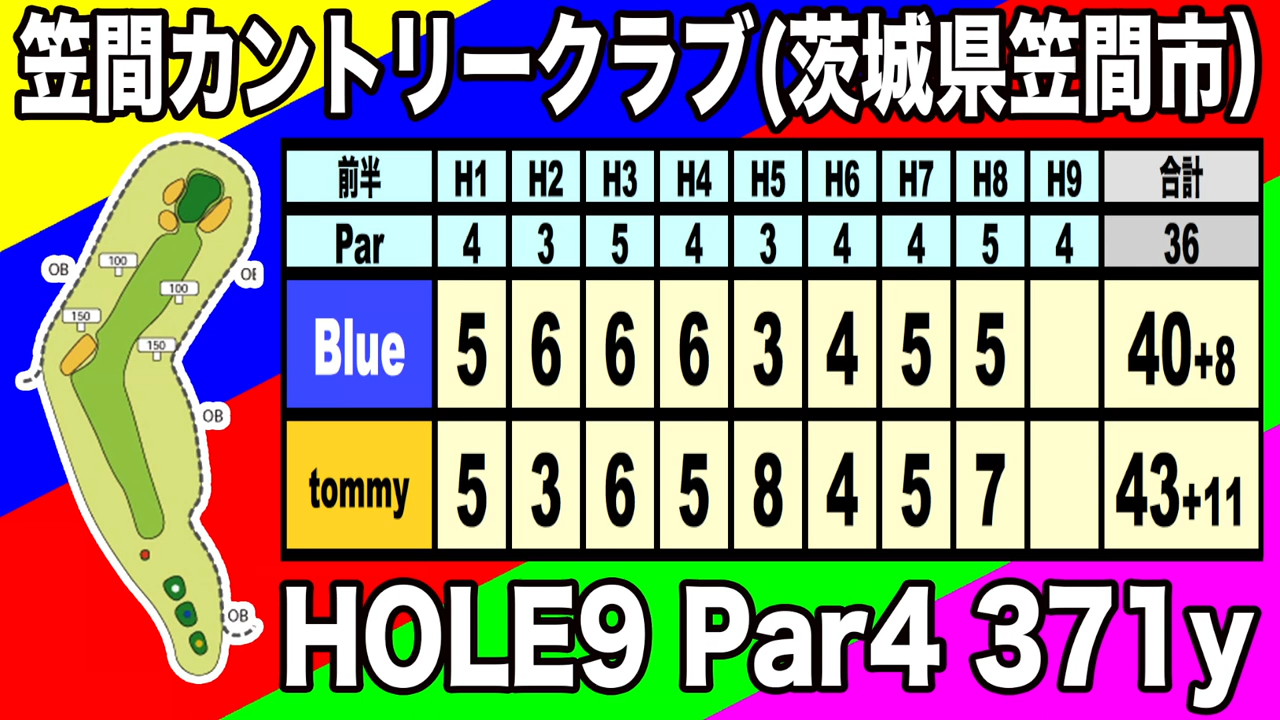 笠間カントリークラブ(茨城県笠間市)
前半 H1 H2 H3 H4 H5 H6 H7 H8 H9 合計
Par 4 3 5 4 3 4 4 5 4 36
Blue 5 6 6 6 3 4 5 5 40+8
tommy 5 3 6 5 8 4 5 7 43+11
100
OB
OB
100
150
150
OB
OB
HOLE9 Par4 371y